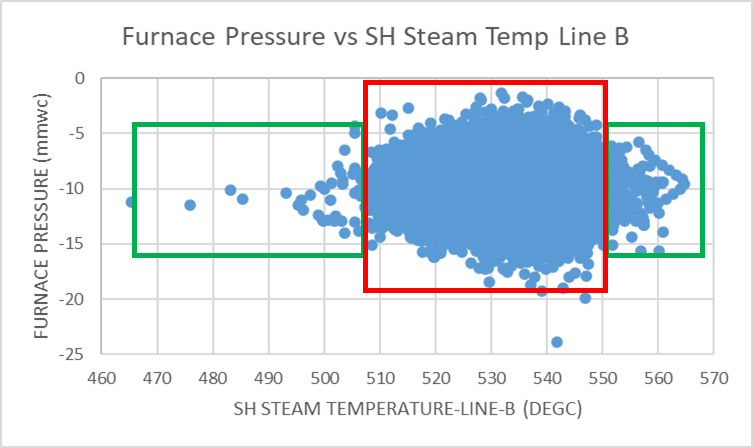 Furnace Pressure vs SH Steam Temp Line B
FURNACE PRESSURE (mmwc)
0
-5
-10
-15
-20
-25
460 470 480 490 500 510 520 530 540 550 560 570
SH STEAM TEMPERATURE-LINE-B (DEGC)